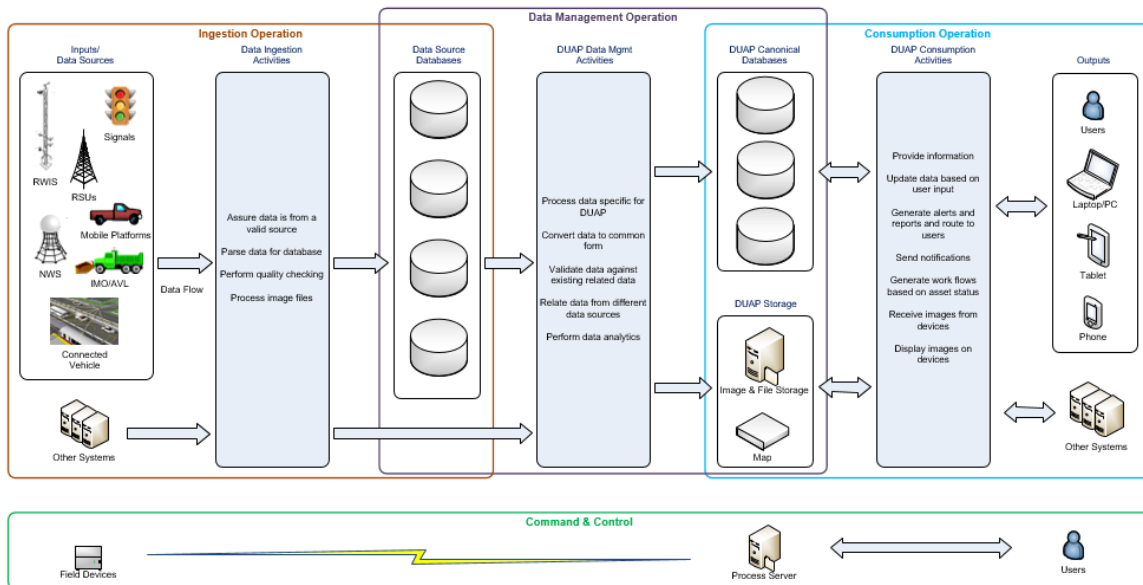 Data Management Operation
Ingestion Operation
Consumption Operation
Inputs/
Data Sources
Data Ingestion
Activities
Data Source
Databases
DUAP Data Mgmt
Activities
DUAP Canonical
Databases
DUAP Consumption
Activities
Outputs
Signals
RWIS
RSUs
Mobile Platforms
NWS
IMO/AVL
Connected
Vehicle
Other Systems
Data Flow
Assure data is from a
valid source
Parse data for database
Perform quality checking
Process image files
Process data specific for
DUAP
Convert data to common
form
Validate data against
existing related data
Relate data from different
data sources
Perform data analytics
DUAP Storage
Image & File Storage
Map
Provide information
Update data based on
user input
Generate alerts and
reports and route to
users
Send notifications
Generate work flows
based on asset status
Receive images from
devices
Display images on
devices
Users
Laptop/PC
Tablet
Phone
Other Systems
Command & Control
Field Devices
Process Server
Users